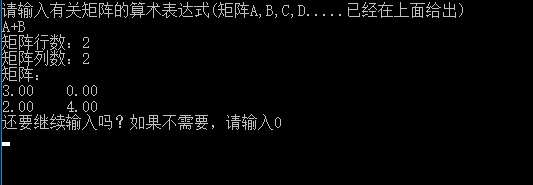 请输入有关矩阵的算术表达式(矩阵A,B,C,D.....已经在上面给出)
A+B
矩阵行数：2
矩阵列数：2
矩阵：
3.00    0.00
2.00    4.00
还要继续输入吗？如果不需要，请输入0